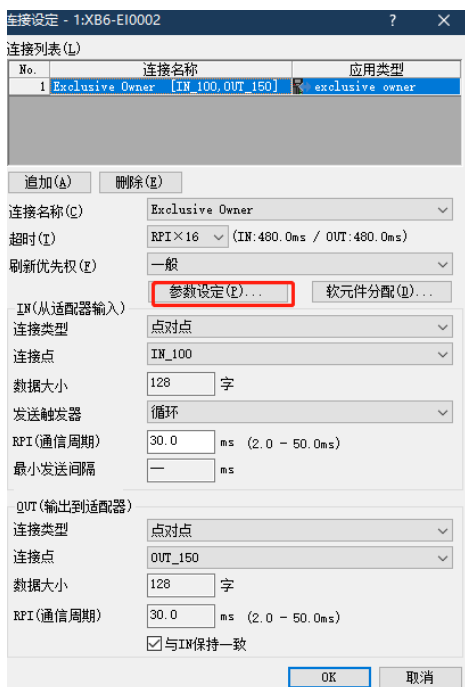 连接设定 - 1:XB6-EI0002 ? ×
连接列表(L)
No. 连接名称 应用类型
1 Exclusive Owner [IN_100,OUT_150] exclusive owner
追加(A) 删除(E)
连接名称(C) Exclusive Owner
超时(T) RPI×16 (IN:480.0ms / OUT:480.0ms)
刷新优先权(F) 一般
参数设定(P)... 软元件分配(D)...
IN(从适配器输入)
连接类型 点对点
连接点 IN_100
数据大小 128 字
发送触发器 循环
RPI(通信周期) 30.0 ms (2.0 - 50.0ms)
最小发送间隔 — ms
OUT(输出到适配器)
连接类型 点对点
连接点 OUT_150
数据大小 128 字
RPI(通信周期) 30.0 ms (2.0 - 50.0ms)
与IN保持一致
OK 取消